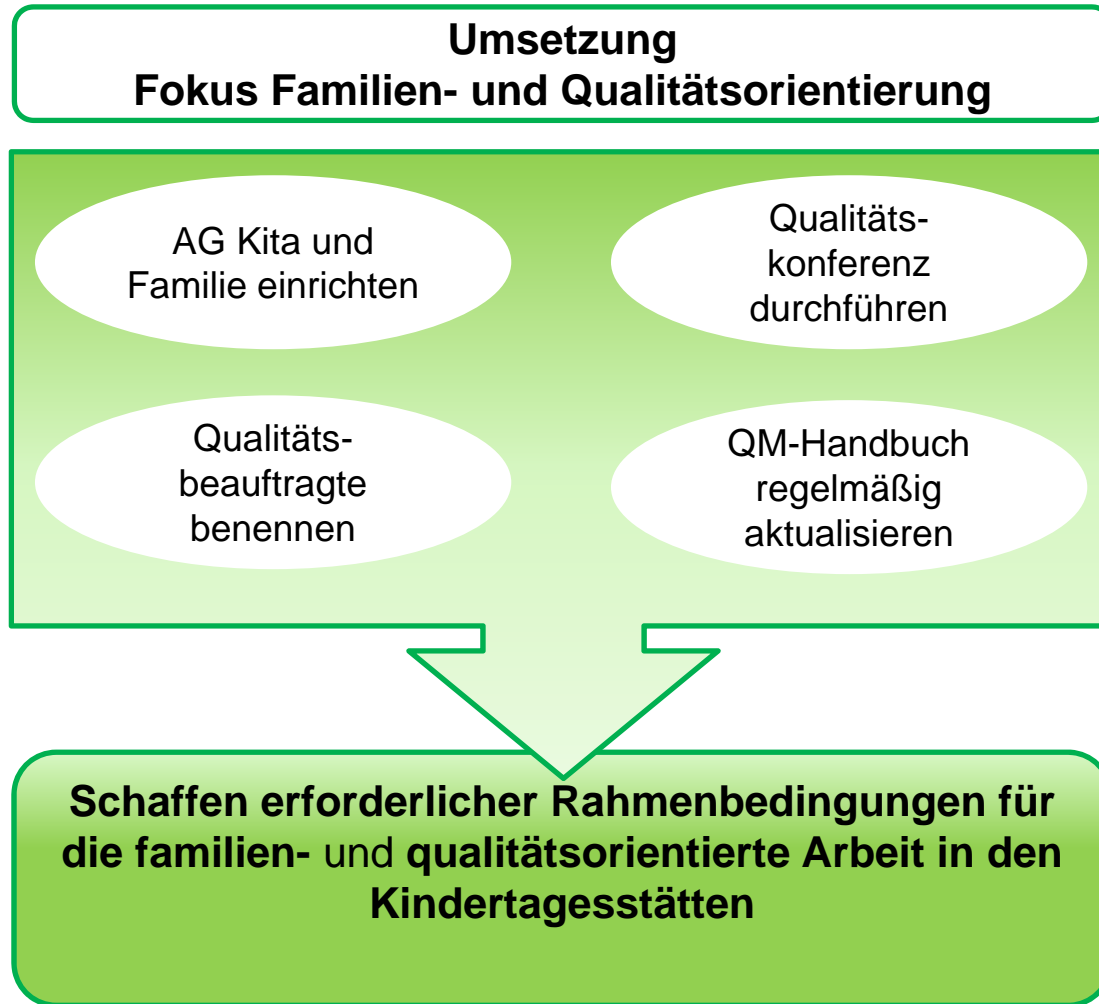 Umsetzung
Fokus Familien- und Qualitätsorientierung
AG Kita und
Familie einrichten
Qualitäts-
konferenz
durchführen
Qualitäts-
beauftragte
benennen
QM-Handbuch
regelmäßig
aktualisieren
Schaffen erforderlicher Rahmenbedingungen für
die familien- und qualitätsorientierte Arbeit in den
Kindertagesstätten